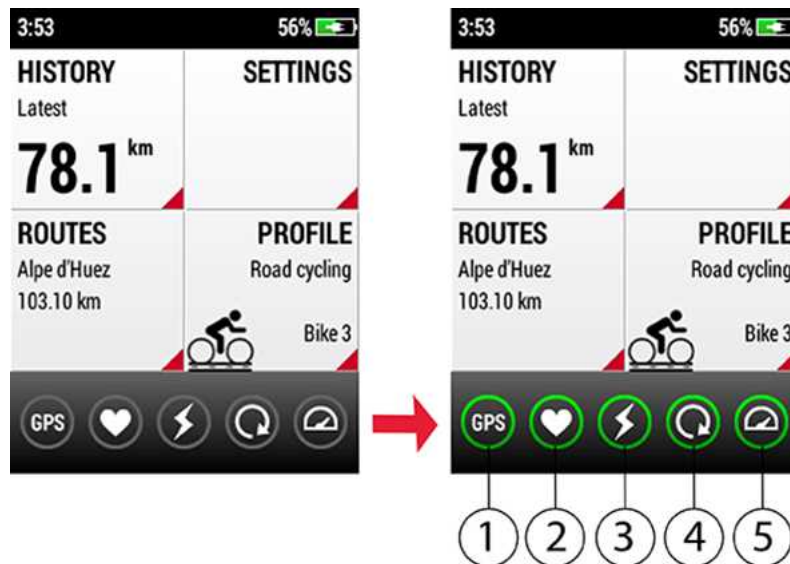 3:53 56%
HISTORY SETTINGS
Latest
78.1 km
ROUTES PROFILE
Alpe d'Huez Road cycling
103.10 km
Bike 3
GPS
3:53 56%
HISTORY SETTINGS
Latest
78.1 km
ROUTES PROFILE
Alpe d'Huez Road cycling
103.10 km
Bike 3
GPS
1 2 3 4 5